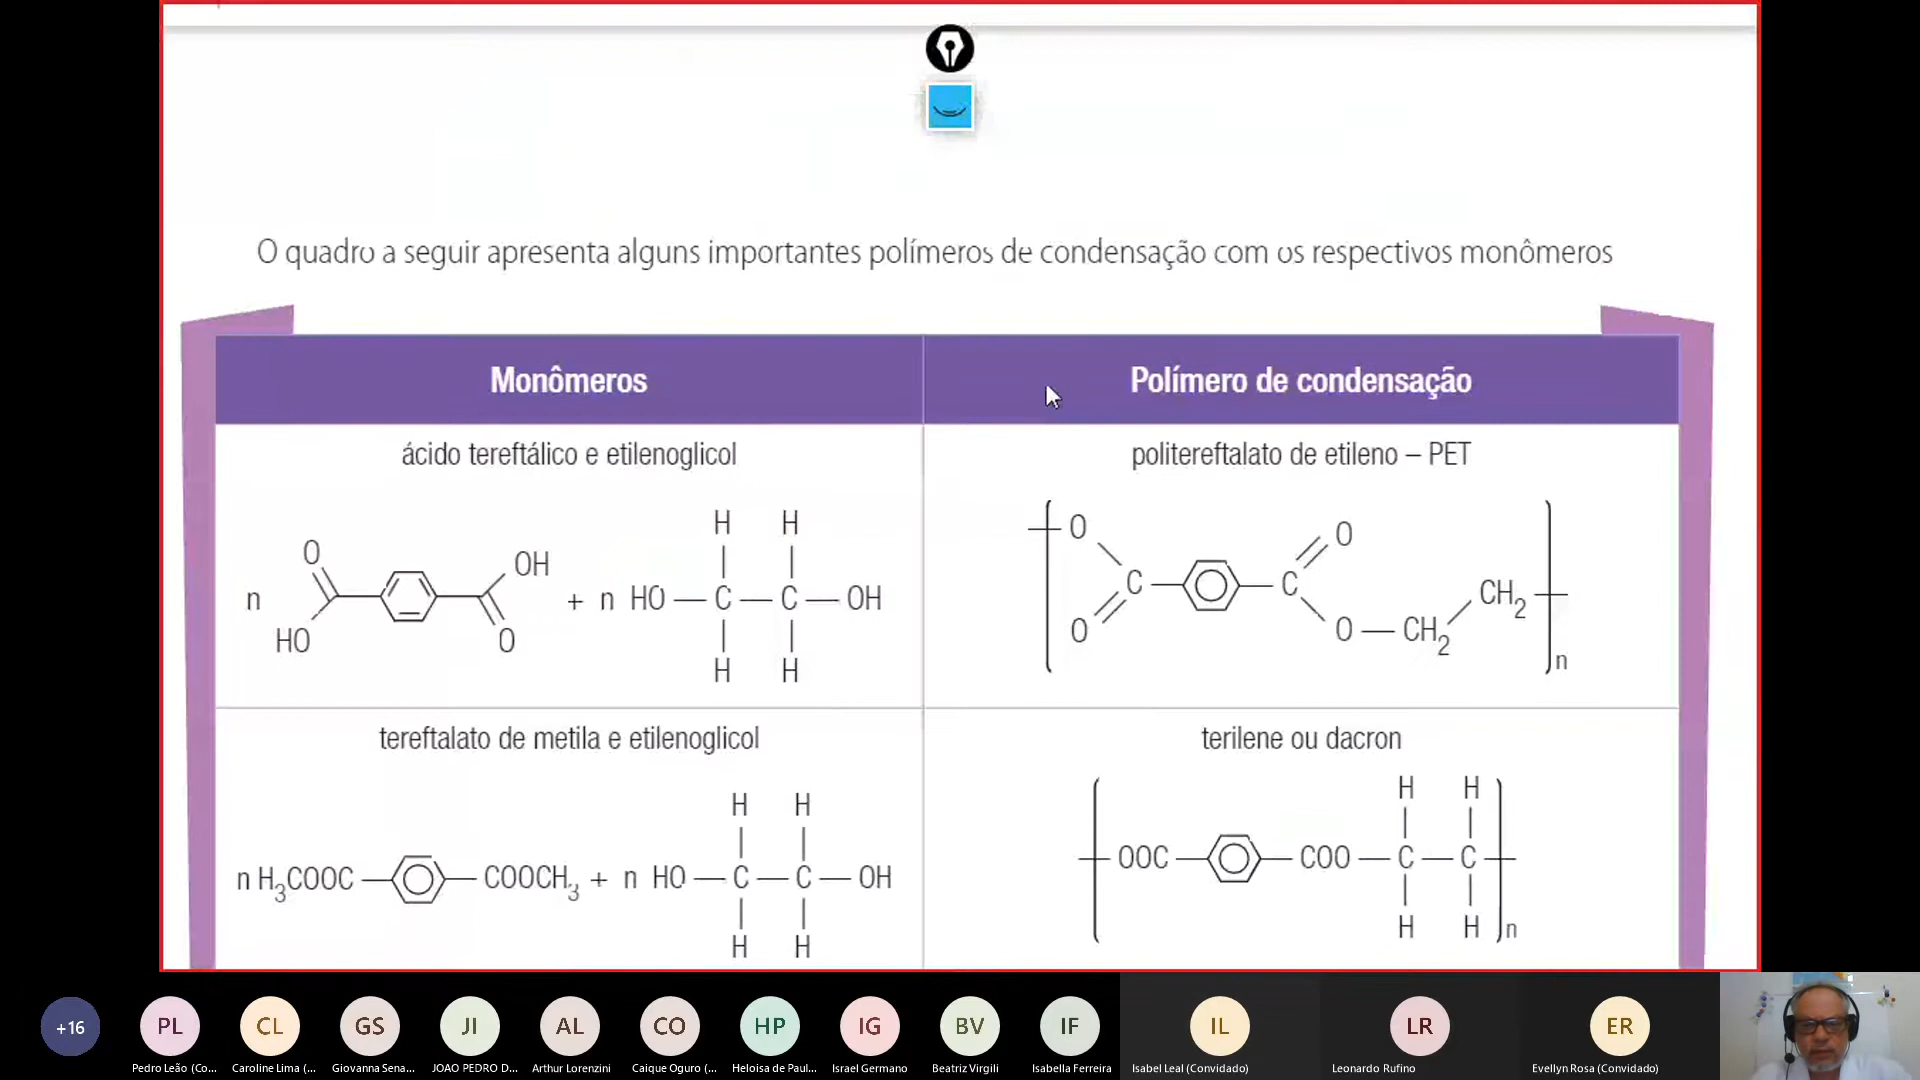 O quadro a seguir apresenta alguns importantes polímeros de condensação com os respectivos monômeros
Monômeros
Polímero de condensação
ácido tereftálico e etilenoglicol
politereftalato de etileno – PET
H H
O OH
n + n HO — C — C — OH
HO O
H H
O O
C C
CH₂
O O — CH₂
n
tereftalato de metila e etilenoglicol
terilene ou dacron
H H
n H₃COOC COOCH₃ + n HO — C — C — OH
H H
H H
OOC COO — C — C
H H n
+16
PL
CL
GS
JI
AL
CO
HP
IG
BV
IF
IL
LR
ER
Pedro Leão (Co...
Caroline Lima (...
Giovanna Sena...
JOAO PEDRO D...
Arthur Lorenzini
Caique Oguro (...
Heloisa de Paul...
Israel Germano
Beatriz Virgili
Isabella Ferreira
Isabel Leal (Convidado)
Leonardo Rufino
Evellyn Rosa (Convidado)